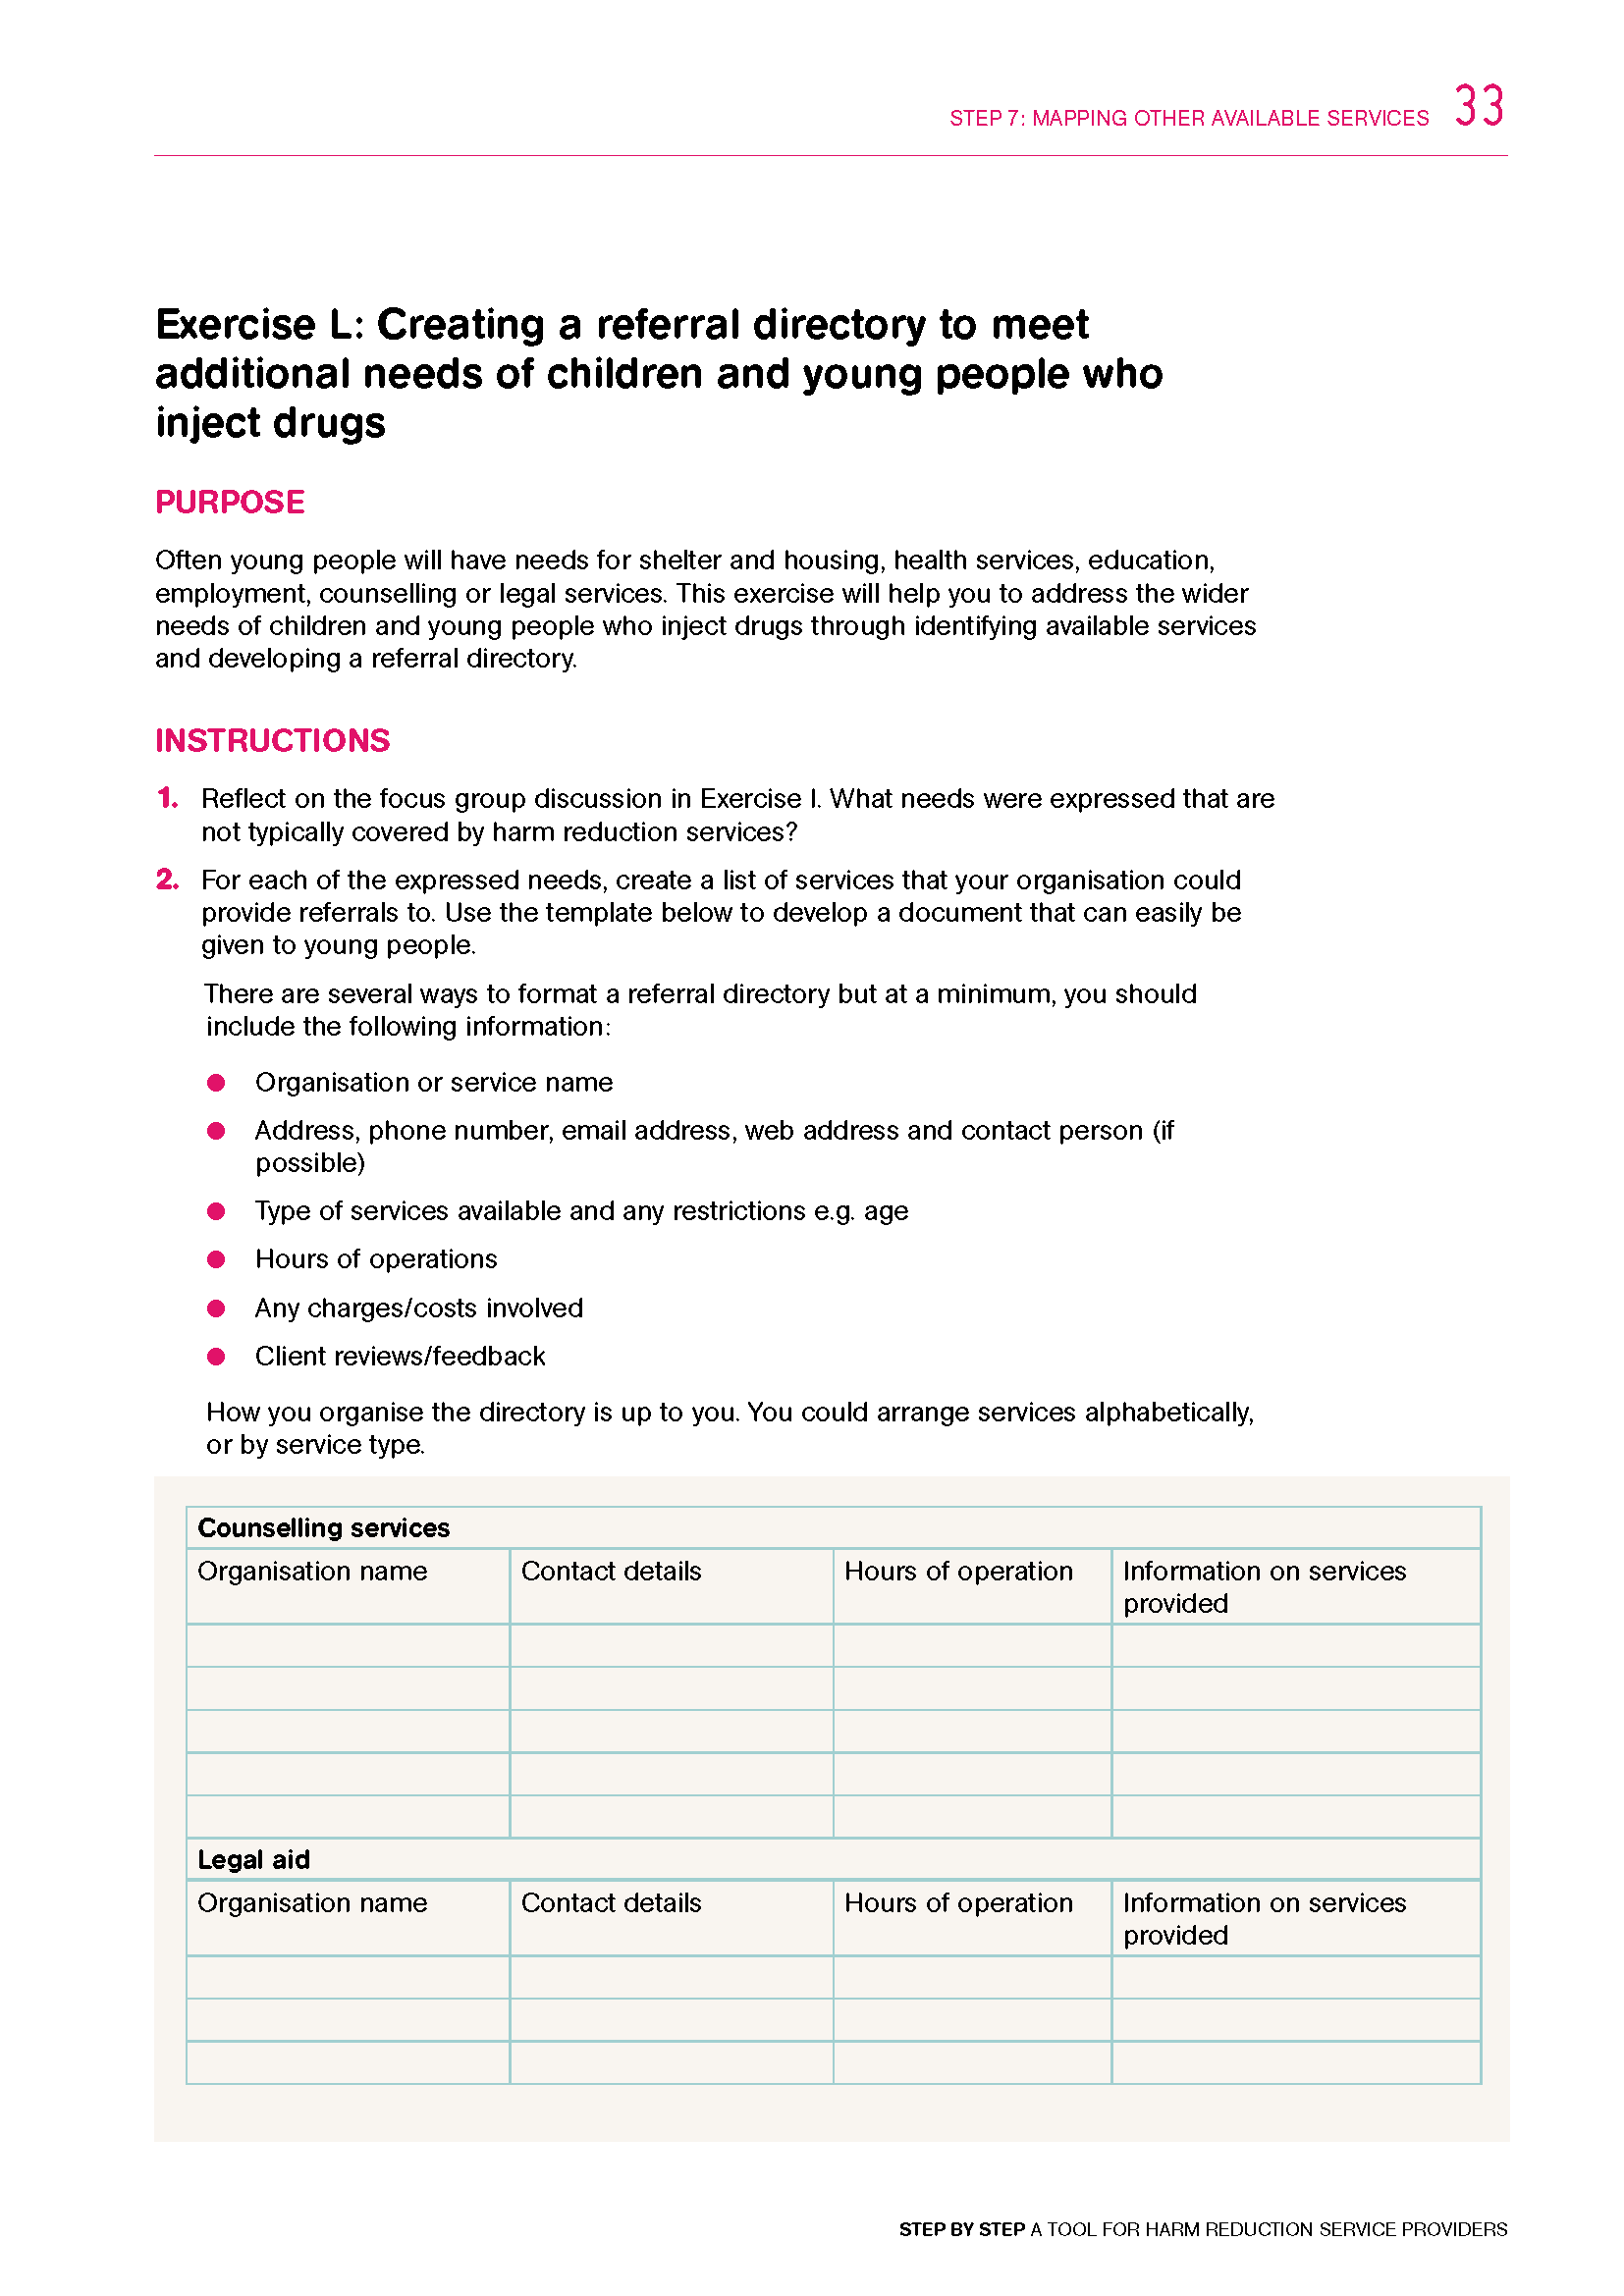 STEP 7: MAPPING OTHER AVAILABLE SERVICES 33
Exercise L: Creating a referral directory to meet
additional needs of children and young people who
inject drugs
PURPOSE
Often young people will have needs for shelter and housing, health services, education,
employment, counselling or legal services. This exercise will help you to address the wider
needs of children and young people who inject drugs through identifying available services
and developing a referral directory.
INSTRUCTIONS
1. Reflect on the focus group discussion in Exercise I. What needs were expressed that are
not typically covered by harm reduction services?
2. For each of the expressed needs, create a list of services that your organisation could
provide referrals to. Use the template below to develop a document that can easily be
given to young people.
There are several ways to format a referral directory but at a minimum, you should
include the following information:
● Organisation or service name
● Address, phone number, email address, web address and contact person (if
possible)
● Type of services available and any restrictions e.g. age
● Hours of operations
● Any charges/costs involved
● Client reviews/feedback
How you organise the directory is up to you. You could arrange services alphabetically,
or by service type.
Counselling services
Organisation name Contact details Hours of operation Information on services
provided
Legal aid
Organisation name Contact details Hours of operation Information on services
provided
STEP BY STEP A TOOL FOR HARM REDUCTION SERVICE PROVIDERS